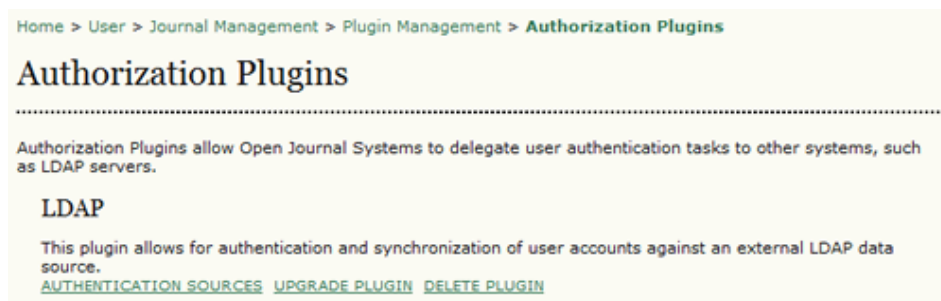 Home > User > Journal Management > Plugin Management > Authorization Plugins
Authorization Plugins
Authorization Plugins allow Open Journal Systems to delegate user authentication tasks to other systems, such
as LDAP servers.
LDAP
This plugin allows for authentication and synchronization of user accounts against an external LDAP data
source.
AUTHENTICATION SOURCES UPGRADE PLUGIN DELETE PLUGIN